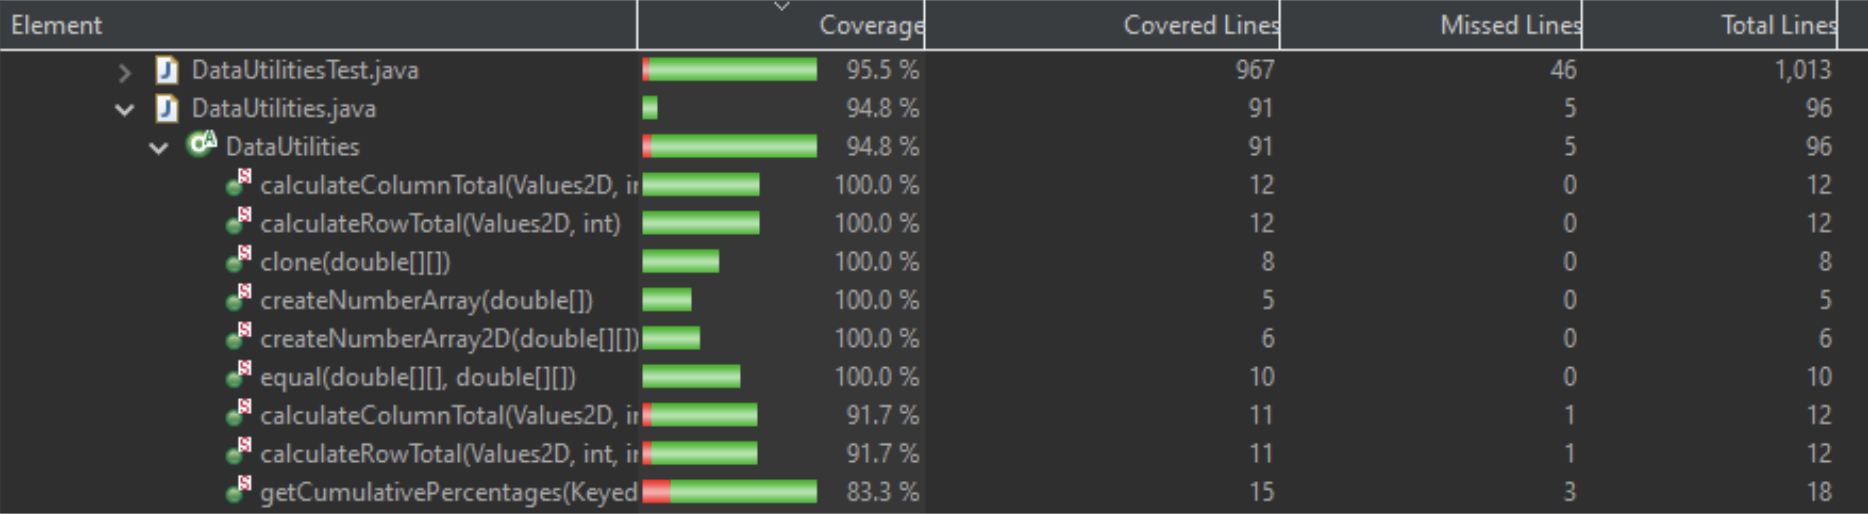 Element Coverage Covered Lines Missed Lines Total Lines
DataUtilitiesTest.java 95.5 % 967 46 1,013
DataUtilities.java 94.8 % 91 5 96
DataUtilities 94.8 % 91 5 96
calculateColumnTotal(Values2D, ir 100.0 % 12 0 12
calculateRowTotal(Values2D, int) 100.0 % 12 0 12
clone(double[][]) 100.0 % 8 0 8
createNumberArray(double[]) 100.0 % 5 0 5
createNumberArray2D(double[][]) 100.0 % 6 0 6
equal(double[][], double[][]) 100.0 % 10 0 10
calculateColumnTotal(Values2D, ir 91.7 % 11 1 12
calculateRowTotal(Values2D, int, ir 91.7 % 11 1 12
getCumulativePercentages(Keyed 83.3 % 15 3 18